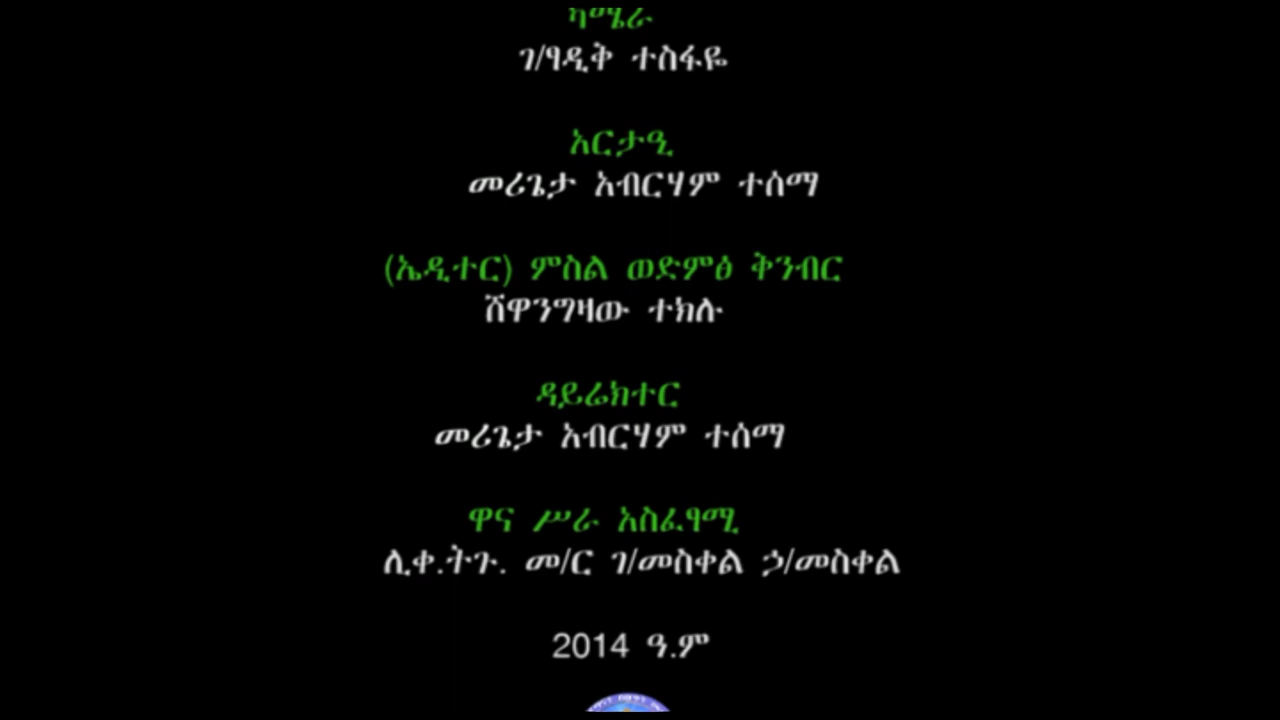 ካሜራ
ገ/ፃዲቅ ተስፋዬ
አርታዒ
መሪጌታ አብርሃም ተሰማ
(ኤዲተር) ምስል ወድምፅ ቅንብር
ሸዋንግዛው ተክሉ
ዳይሬክተር
መሪጌታ አብርሃም ተሰማ
ዋና ሥራ አስፈፃሚ
ሊቀ.ትጉ. መ/ር ገ/መስቀል ኃ/መስቀል
2014 ዓ.ም